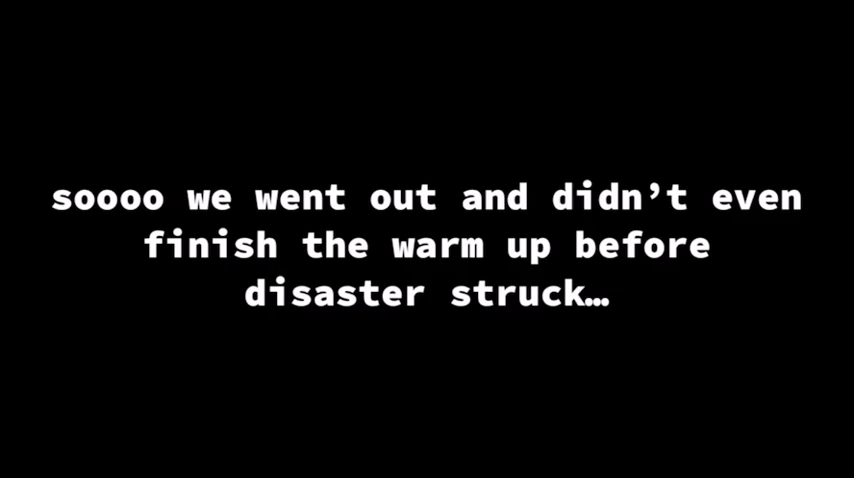 soooo we went out and didn’t even
finish the warm up before
disaster struck…